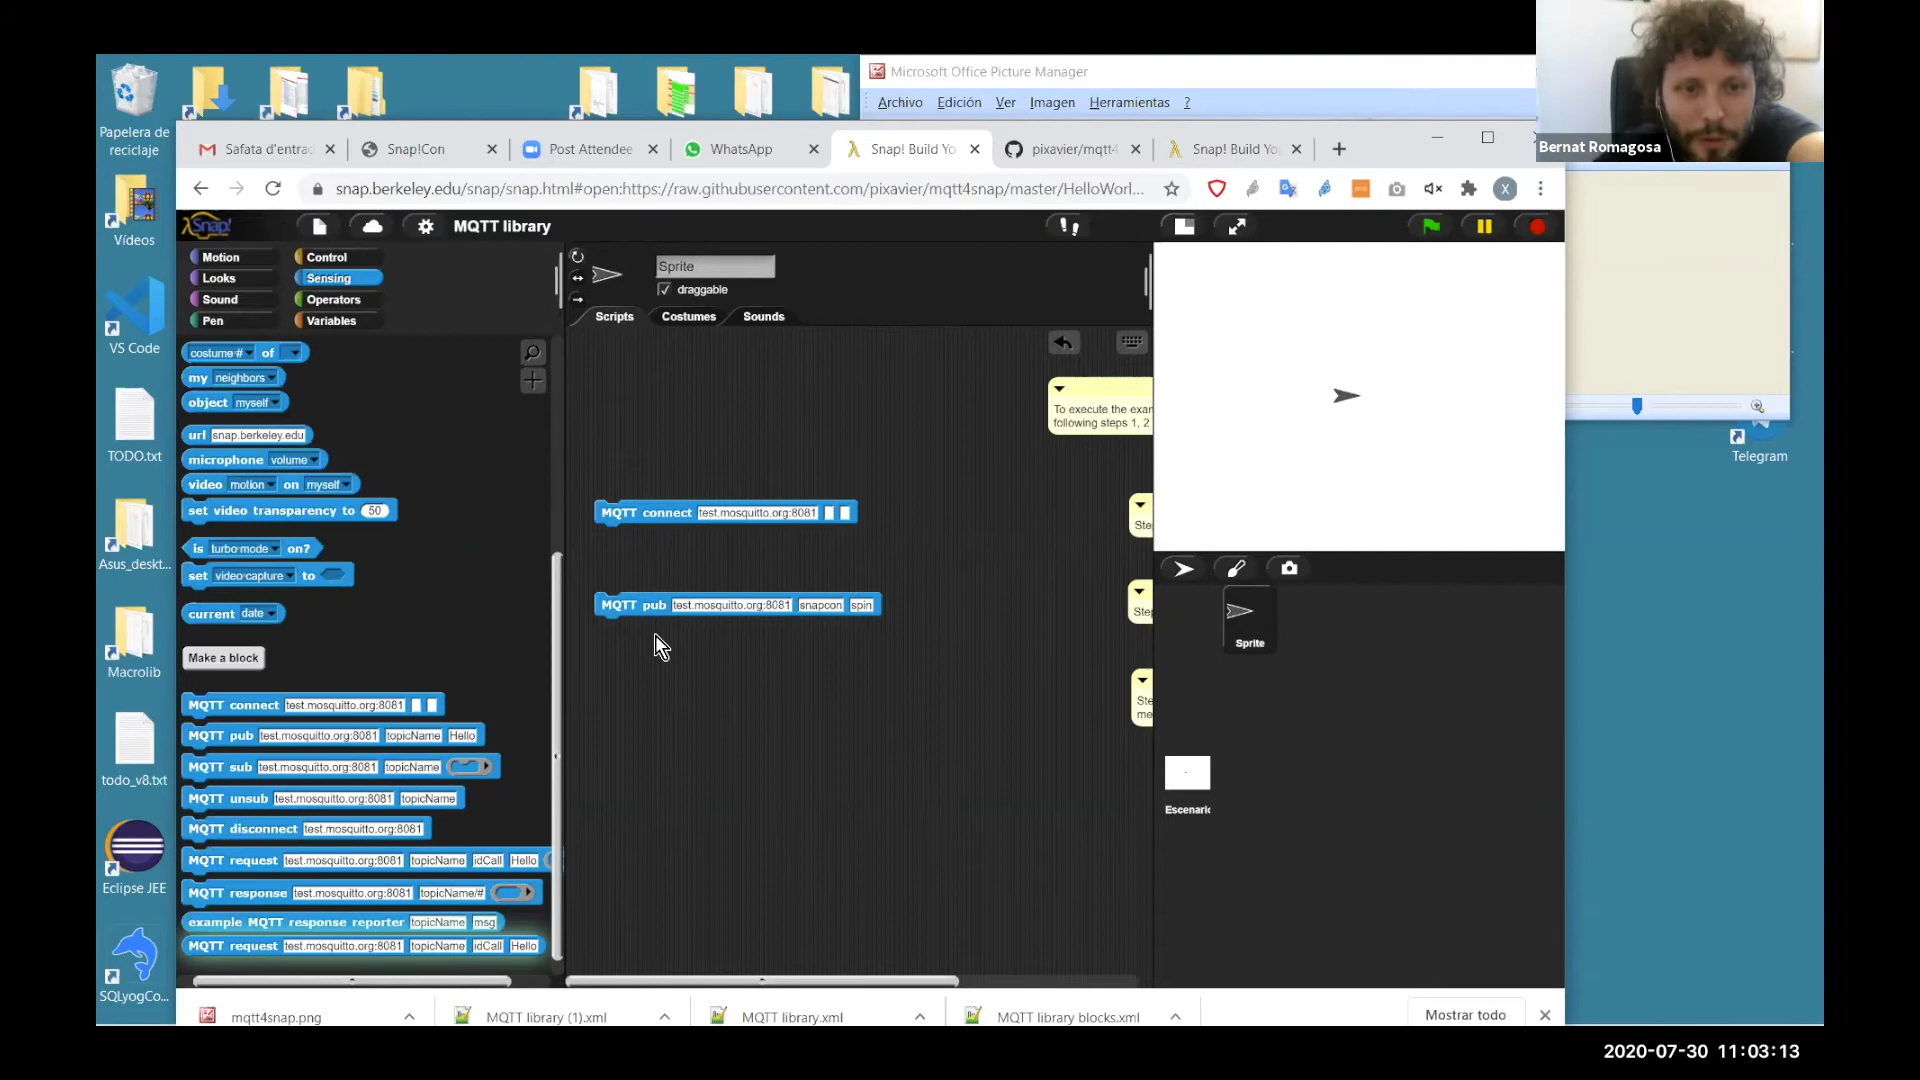 Bernat Romagosa
Microsoft Office Picture Manager
Archivo Edición Ver Imagen Herramientas ?
Papelera de
reciclaje
Vídeos
VS Code
TODO.txt
Asus_deskt...
Macrolib
todo_v8.txt
Eclipse JEE
SQLyogCo...
Telegram
Safata d'entra
Snap!Con
Post Attendee
WhatsApp
Snap! Build Yo
pixavier/mqtt4
Snap! Build Yo
snap.berkeley.edu/snap/snap.html#open:https://raw.githubusercontent.com/pixavier/mqtt4snap/master/HelloWorl...
X
Snap!
MQTT library
Motion Control
Looks Sensing
Sound Operators
Pen Variables
costume # of
my neighbors
object myself
url snap.berkeley.edu
microphone volume
video motion on myself
set video transparency to 50
is turbo mode on?
set video capture to
current date
Make a block
MQTT connect test.mosquitto.org:8081
MQTT pub test.mosquitto.org:8081 topicName Hello
MQTT sub test.mosquitto.org:8081 topicName
MQTT unsub test.mosquitto.org:8081 topicName
MQTT disconnect test.mosquitto.org:8081
MQTT request test.mosquitto.org:8081 topicName idCall Hello
MQTT response test.mosquitto.org:8081 topicName/#
example MQTT response reporter topicName msg
MQTT request test.mosquitto.org:8081 topicName idCall Hello
Sprite
draggable
Scripts Costumes Sounds
To execute the exam
following steps 1, 2
MQTT connect test.mosquitto.org:8081
Ste
MQTT pub test.mosquitto.org:8081 snapcon spin
Step
Ste
me
Sprite
Escenario
mqtt4snap.png
MQTT library (1).xml
MQTT library.xml
MQTT library blocks.xml
Mostrar todo
2020-07-30 11:03:13